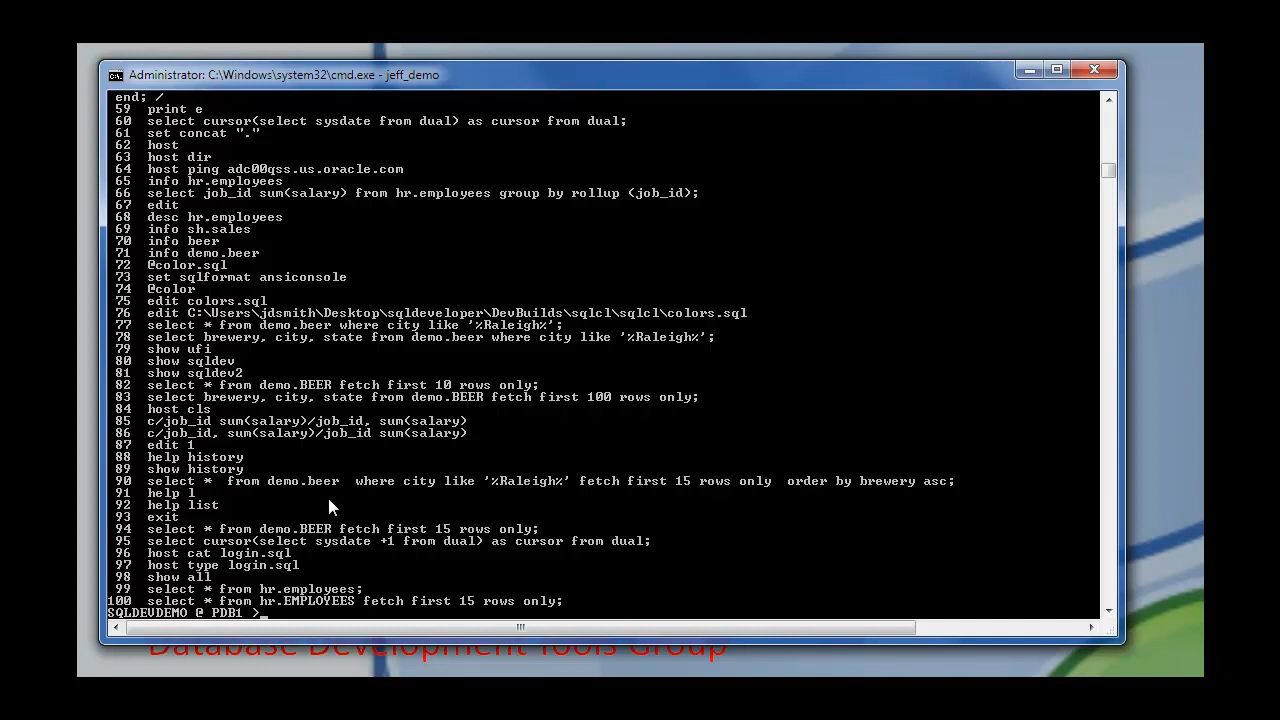 Administrator: C:\Windows\system32\cmd.exe - jeff_demo
end; /
59 print e
60 select cursor(select sysdate from dual) as cursor from dual;
61 set concat "."
62 host
63 host dir
64 host ping adc00qss.us.oracle.com
65 info hr.employees
66 select job_id sum(salary) from hr.employees group by rollup (job_id);
67 edit
68 desc hr.employees
69 info sh.sales
70 info beer
71 info demo.beer
72 @color.sql
73 set sqlformat ansiconsole
74 @color
75 edit colors.sql
76 edit C:\Users\jdsmith\Desktop\sqldeveloper\DevBuilds\sqlcl\sqlcl\colors.sql
77 select * from demo.beer where city like '%Raleigh%';
78 select brewery, city, state from demo.beer where city like '%Raleigh%';
79 show ufi
80 show sqldev
81 show sqldev2
82 select * from demo.BEER fetch first 10 rows only;
83 select brewery, city, state from demo.BEER fetch first 100 rows only;
84 host cls
85 c/job_id sum(salary)/job_id, sum(salary)
86 c/job_id, sum(salary)/job_id sum(salary)
87 edit 1
88 help history
89 show history
90 select *  from demo.beer  where city like '%Raleigh%' fetch first 15 rows only  order by brewery asc;
91 help l
92 help list
93 exit
94 select * from demo.BEER fetch first 15 rows only;
95 select cursor(select sysdate +1 from dual) as cursor from dual;
96 host cat login.sql
97 host type login.sql
98 show all
99 select * from hr.employees;
100 select * from hr.EMPLOYEES fetch first 15 rows only;
SQLDEVDEMO @ PDB1 >_
Database Development Tools Group